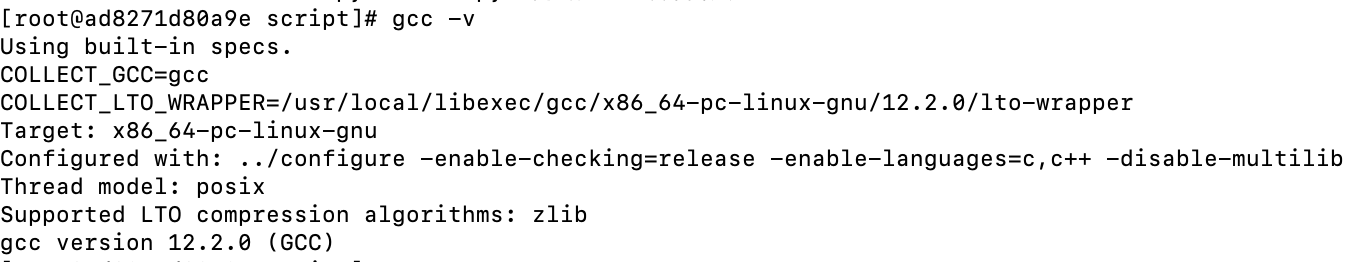 [root@ad8271d80a9e script]# gcc -v
Using built-in specs.
COLLECT_GCC=gcc
COLLECT_LTO_WRAPPER=/usr/local/libexec/gcc/x86_64-pc-linux-gnu/12.2.0/lto-wrapper
Target: x86_64-pc-linux-gnu
Configured with: ../configure -enable-checking=release -enable-languages=c,c++ -disable-multilib
Thread model: posix
Supported LTO compression algorithms: zlib
gcc version 12.2.0 (GCC)